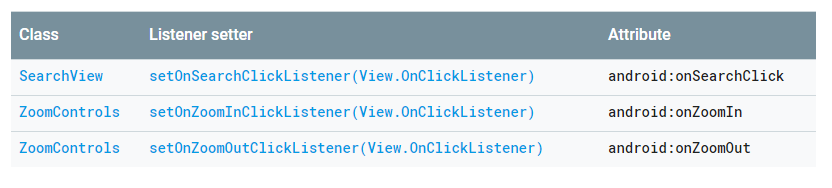 Class Listener setter Attribute
SearchView setOnSearchClickListener(View.OnClickListener) android:onSearchClick
ZoomControls setOnZoomInClickListener(View.OnClickListener) android:onZoomIn
ZoomControls setOnZoomOutClickListener(View.OnClickListener) android:onZoomOut